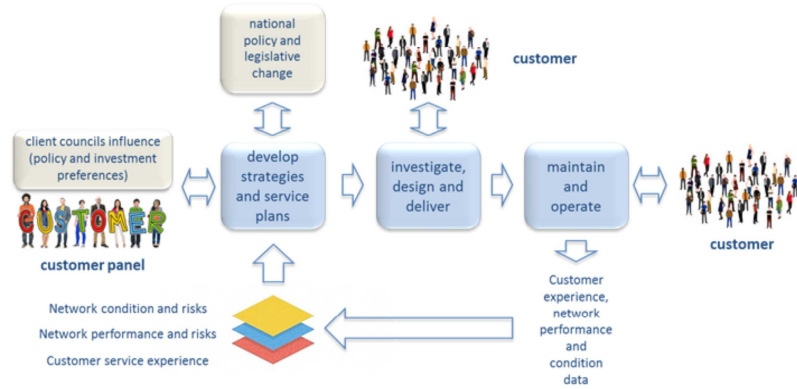 national
policy and
legislative
change
customer
client councils influence
(policy and investment
preferences)
develop
strategies
and service
plans
investigate,
design and
deliver
maintain
and
operate
CUSTOMER
customer panel
customer
Network condition and risks
Network performance and risks
Customer service experience
Customer
experience,
network
performance
and
condition
data